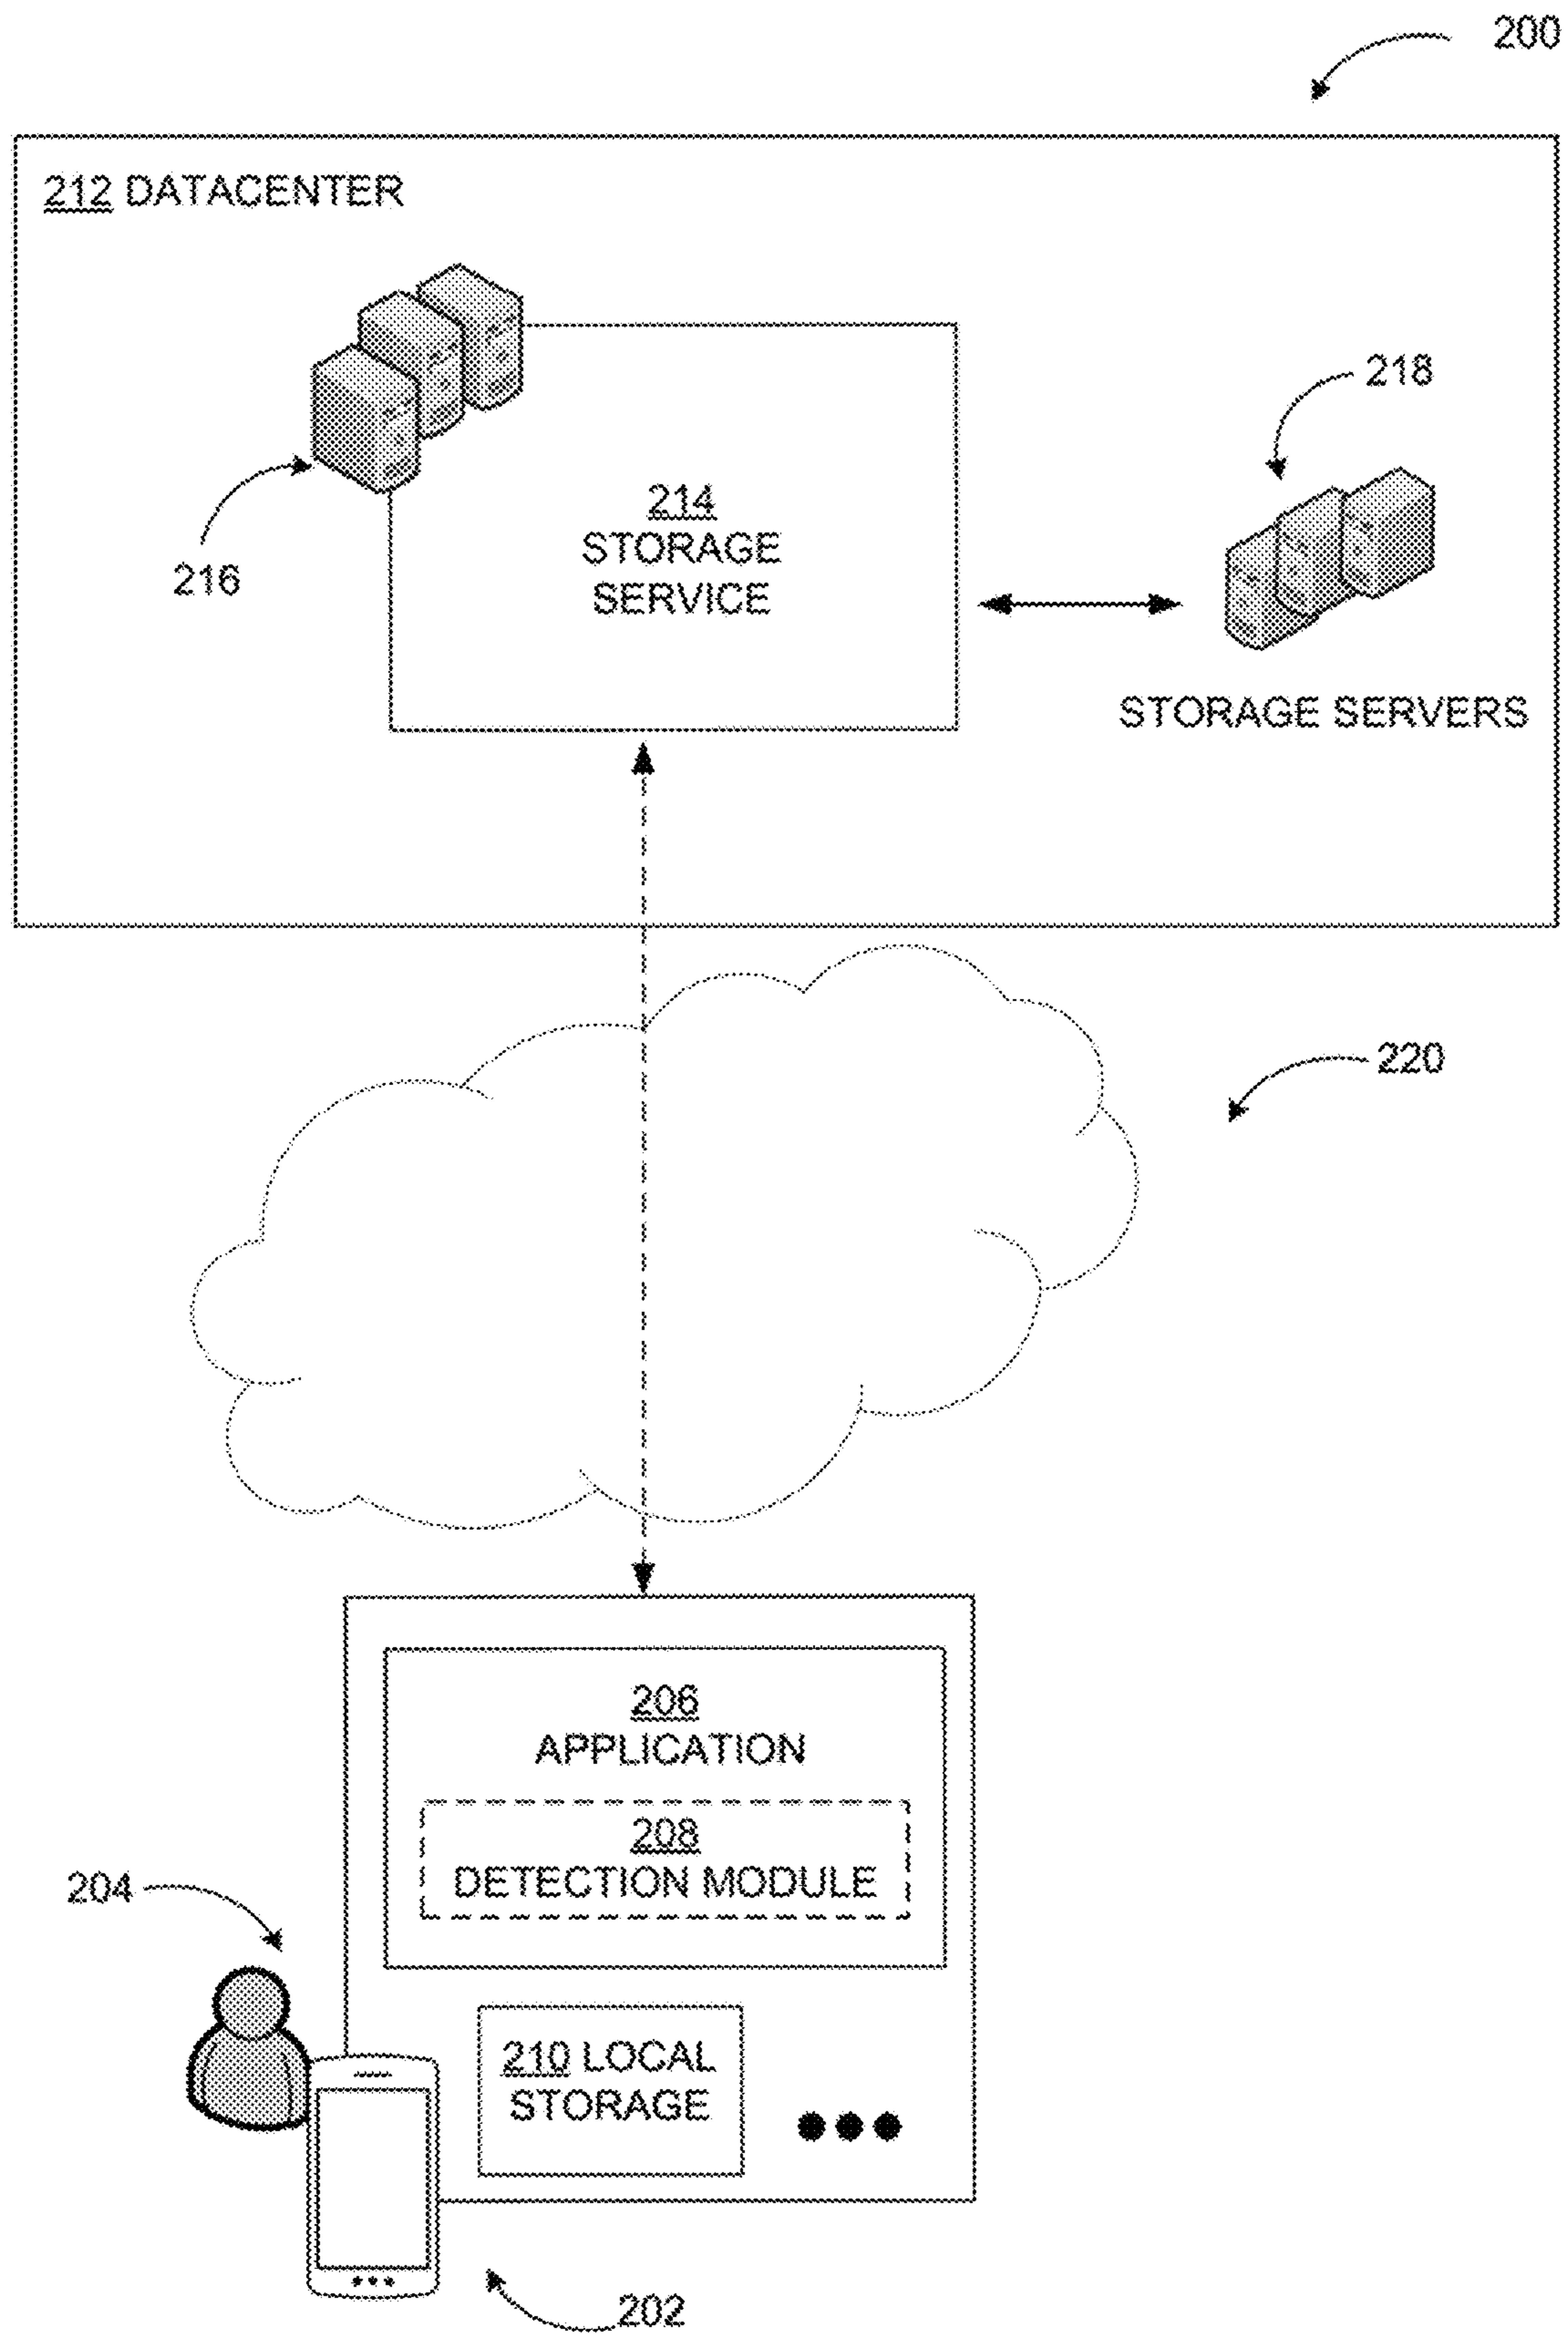 200
212 DATACENTER
218
214
STORAGE
SERVICE
216
STORAGE SERVERS
220
206
APPLICATION
208
DETECTION MODULE
204
210 LOCAL
STORAGE
202